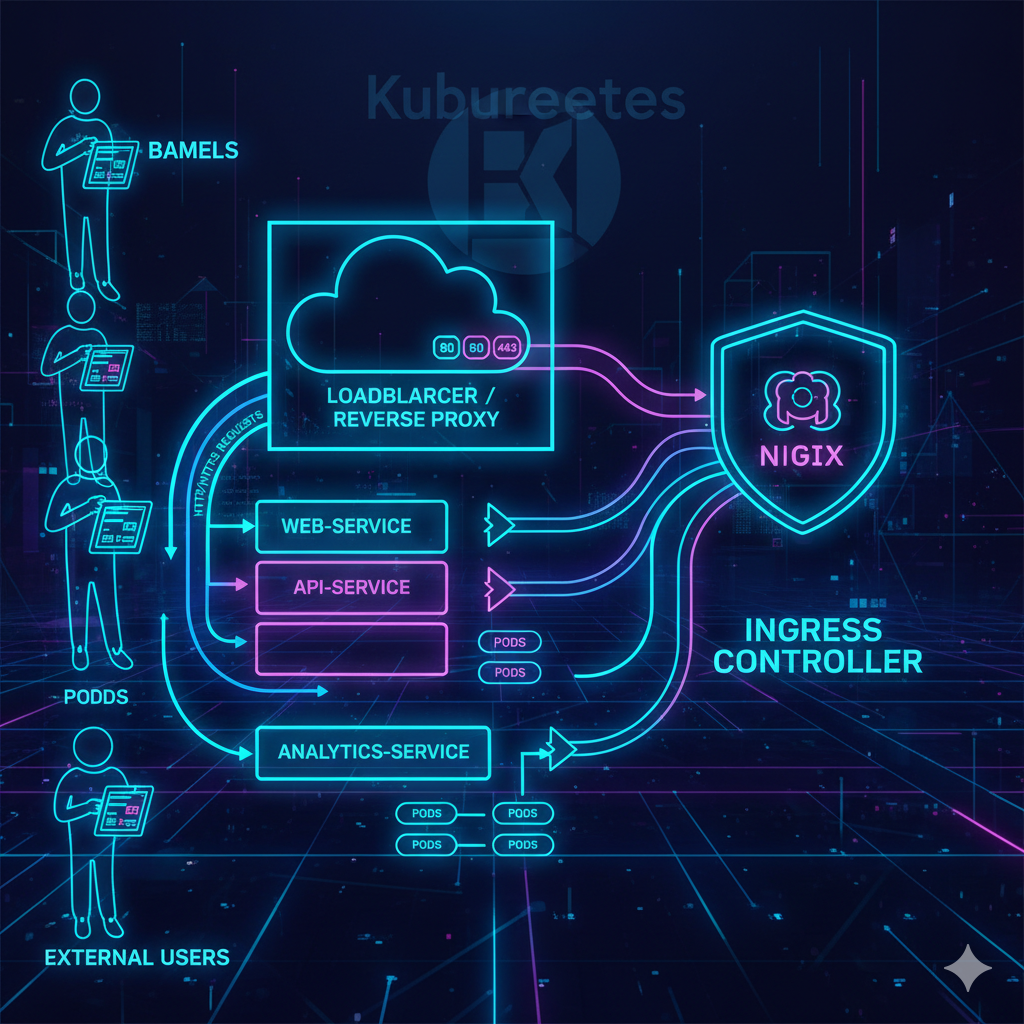 Kubureetes
BAMELS
80
60
443
LOADBLARCER /
REVERSE PROXY
HTTP/HTTPS REQUESTS
NIGIX
WEB-SERVICE
API-SERVICE
PODS
PODS
INGRESS
CONTROLLER
PODDS
ANALYTICS-SERVICE
PODS
PODS
PODS
PODS
EXTERNAL USERS